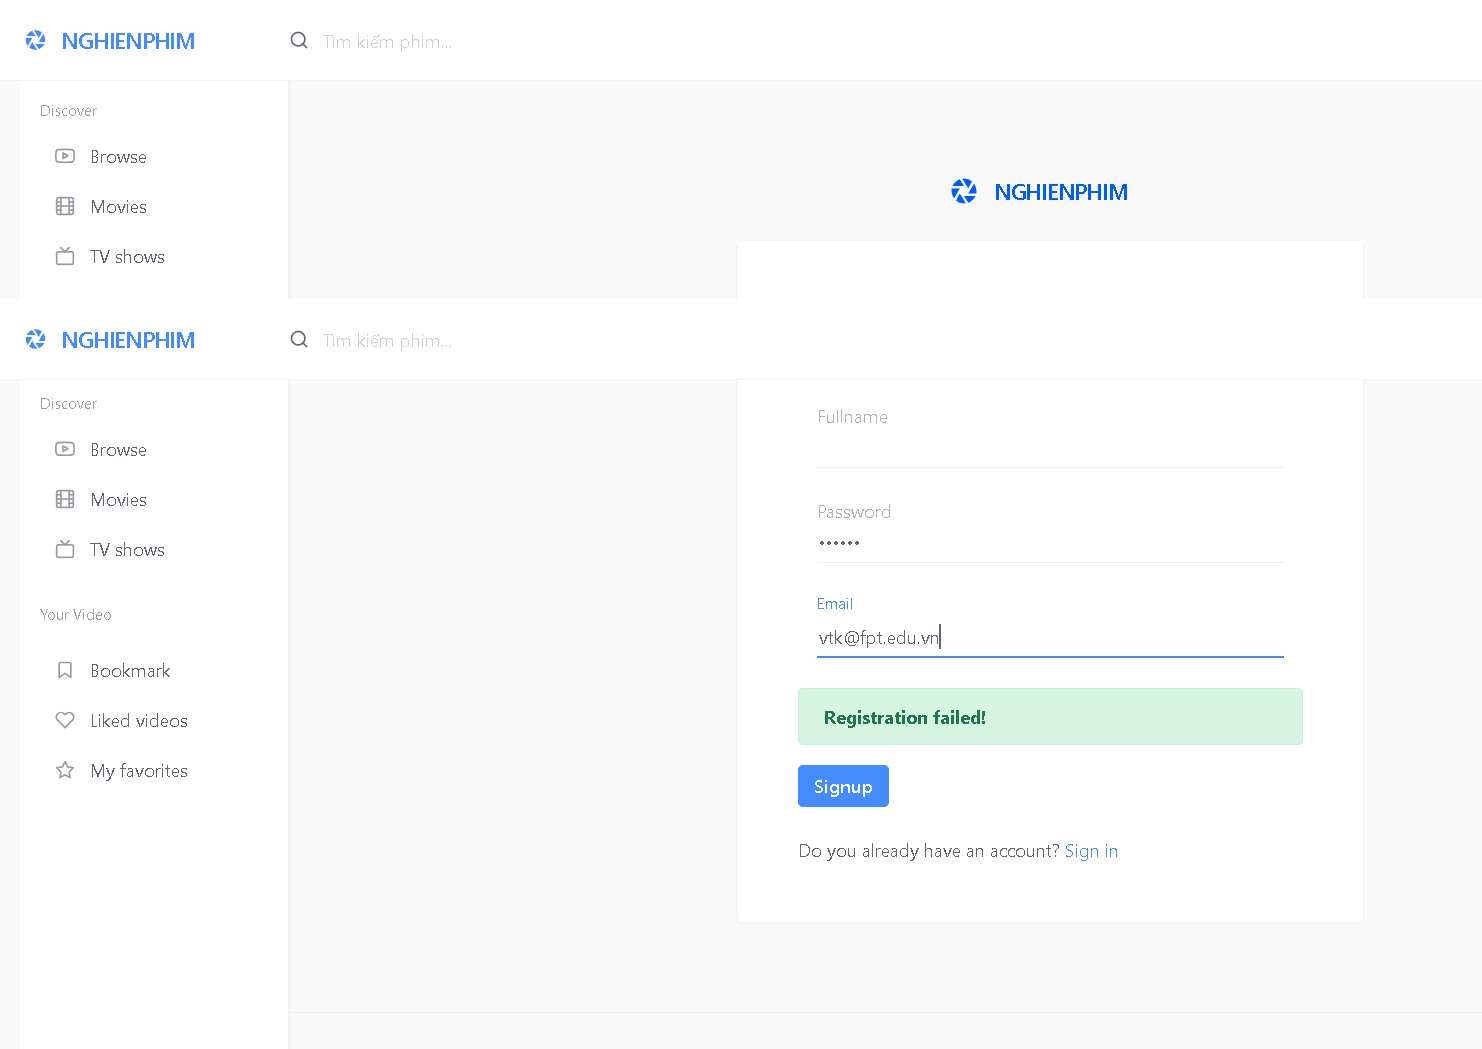 NGHIENPHIM
Tìm kiếm phim...
Discover
Browse
Movies
TV shows
NGHIENPHIM
NGHIENPHIM
Tìm kiếm phim...
Discover
Browse
Movies
TV shows
Your Video
Bookmark
Liked videos
My favorites
Fullname
Password
••••••
Email
vtk@fpt.edu.vn
Registration failed!
Signup
Do you already have an account? Sign in